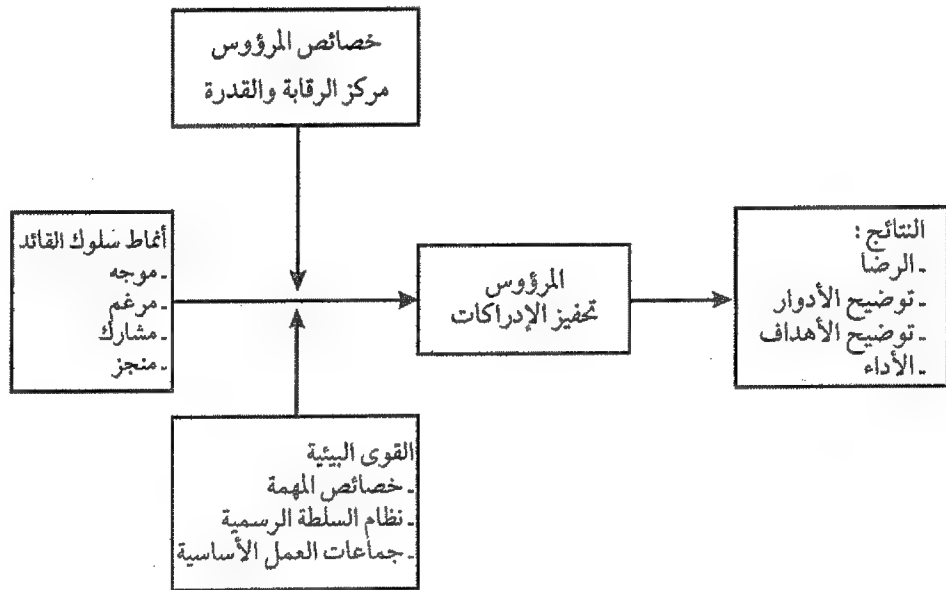 خصائص المرؤوس
مركز الرقابة والقدرة
أنماط سلوك القائد
- موجه
- مرغم
- مشارك
- منجز
المرؤوس
تحفيز الإدراكات
النتائج :
- الرضا
- توضيح الأدوار
- توضيح الأهداف
- الأداء
القوى البيئية
- خصائص المهمة
- نظام السلطة الرسمية
- جماعات العمل الأساسية